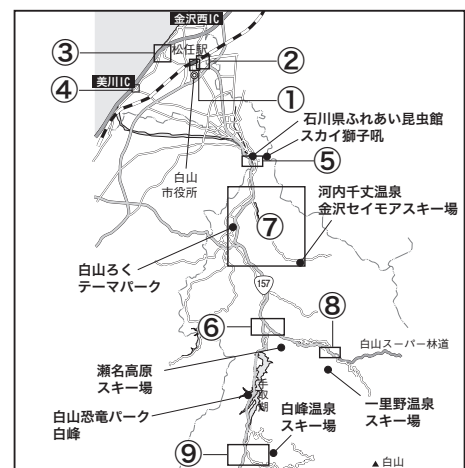 金沢西IC
③
松任駅
②
美川IC
④
①
石川県ふれあい昆虫館
スカイ獅子吼
⑤
白山
市役所
河内千丈温泉
金沢セイモアスキー場
⑦
白山ろく
テーマパーク
157
⑥
⑧
白山スーパー林道
瀬名高原
スキー場
手取湖
一里野温泉
スキー場
白山恐竜パーク
白峰
白峰温泉
スキー場
⑨
▲白山